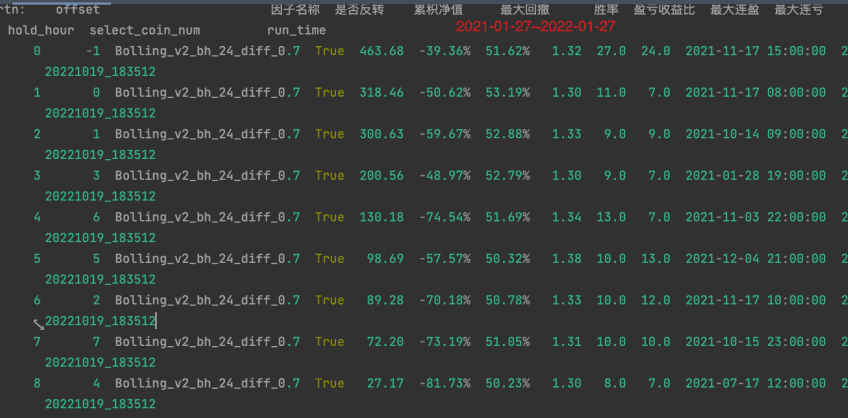 rtn: offset 因子名称 是否反转 累积净值 最大回撤 胜率 盈亏收益比 最大连盈 最大连亏
hold_hour select_coin_num run_time 2021-01-27~2022-01-27
0 -1 Bolling_v2_bh_24_diff_0.7 True 463.68 -39.36% 51.62% 1.32 27.0 24.0 2021-11-17 15:00:00 2
20221019_183512
1 0 Bolling_v2_bh_24_diff_0.7 True 318.46 -50.62% 53.19% 1.30 11.0 7.0 2021-11-17 08:00:00 2
20221019_183512
2 1 Bolling_v2_bh_24_diff_0.7 True 300.63 -59.67% 52.88% 1.33 9.0 9.0 2021-10-14 09:00:00 2
20221019_183512
3 3 Bolling_v2_bh_24_diff_0.7 True 200.56 -48.97% 52.79% 1.30 9.0 7.0 2021-01-28 19:00:00 2
20221019_183512
4 6 Bolling_v2_bh_24_diff_0.7 True 130.18 -74.54% 51.69% 1.34 13.0 7.0 2021-11-03 22:00:00 2
20221019_183512
5 5 Bolling_v2_bh_24_diff_0.7 True 98.69 -57.57% 50.32% 1.38 10.0 13.0 2021-12-04 21:00:00 2
20221019_183512
6 2 Bolling_v2_bh_24_diff_0.7 True 89.28 -70.18% 50.78% 1.33 10.0 12.0 2021-11-17 10:00:00 2
20221019_183512
7 7 Bolling_v2_bh_24_diff_0.7 True 72.20 -73.19% 51.05% 1.31 10.0 10.0 2021-10-15 23:00:00 2
20221019_183512
8 4 Bolling_v2_bh_24_diff_0.7 True 27.17 -81.73% 50.23% 1.30 8.0 7.0 2021-07-17 12:00:00 2
20221019_183512